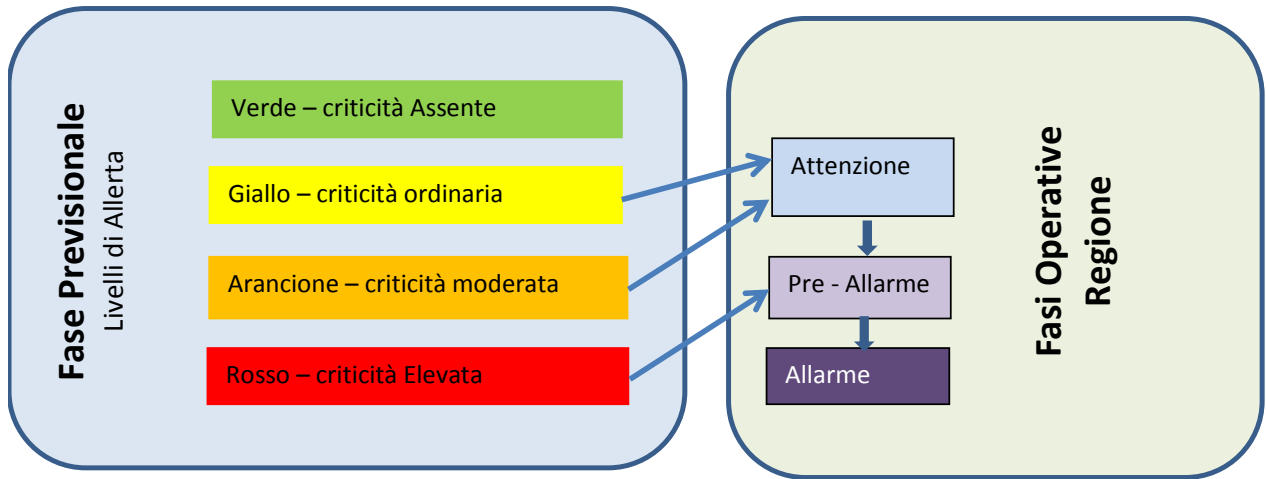 Fase Previsionale
Livelli di Allerta
Verde – criticità Assente
Giallo – criticità ordinaria
Arancione – criticità moderata
Rosso – criticità Elevata
Attenzione
Pre - Allarme
Allarme
Fasi Operative
Regione